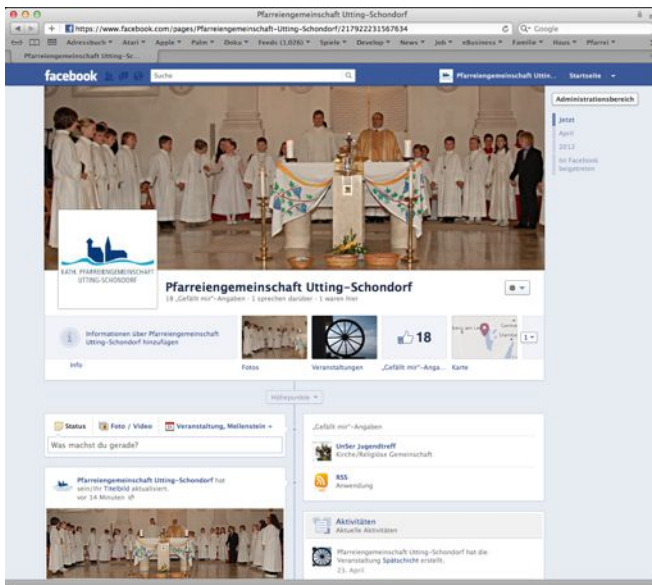 Pfarreiengemeinschaft Utting-Schondorf
https://www.facebook.com/pages/Pfarreiengemeinschaft-Utting-Schondorf/217922231567634
Google
Adressbuch Atari Apple Palm Doku Feeds (1,026) Spiele Develop News Job eBusiness Familie Haus Pfarrei
Pfarreiengemeinschaft Utting-Sc...
facebook Suche Pfarreiengemeinschaft Uttin... Startseite
Administrationsbereich
Jetzt
April
2012
Bei Facebook
beigetreten
KATH. PFARREIENGEMEINSCHAFT
UTTING-SCHONDORF
Pfarreiengemeinschaft Utting-Schondorf
18 „Gefällt mir“-Angaben · 1 sprechen darüber · 1 waren hier
Informationen über Pfarreiengemeinschaft
Utting-Schondorf hinzufügen
18
1
Info Fotos Veranstaltungen „Gefällt mir“-Anga... Karte
Höhepunkte
Status Foto / Video Veranstaltung, Meilenstein +
Was machst du gerade?
Pfarreiengemeinschaft Utting-Schondorf hat
sein/ihr Titelbild aktualisiert.
vor 14 Minuten
„Gefällt mir“-Angaben
UnSer Jugendtreff
Kirche/Religiöse Gemeinschaft
RSS
Anwendung
Aktivitäten
Aktuelle Aktivitäten
Pfarreiengemeinschaft Utting-Schondorf hat die
Veranstaltung Spätschicht erstellt.
23. April